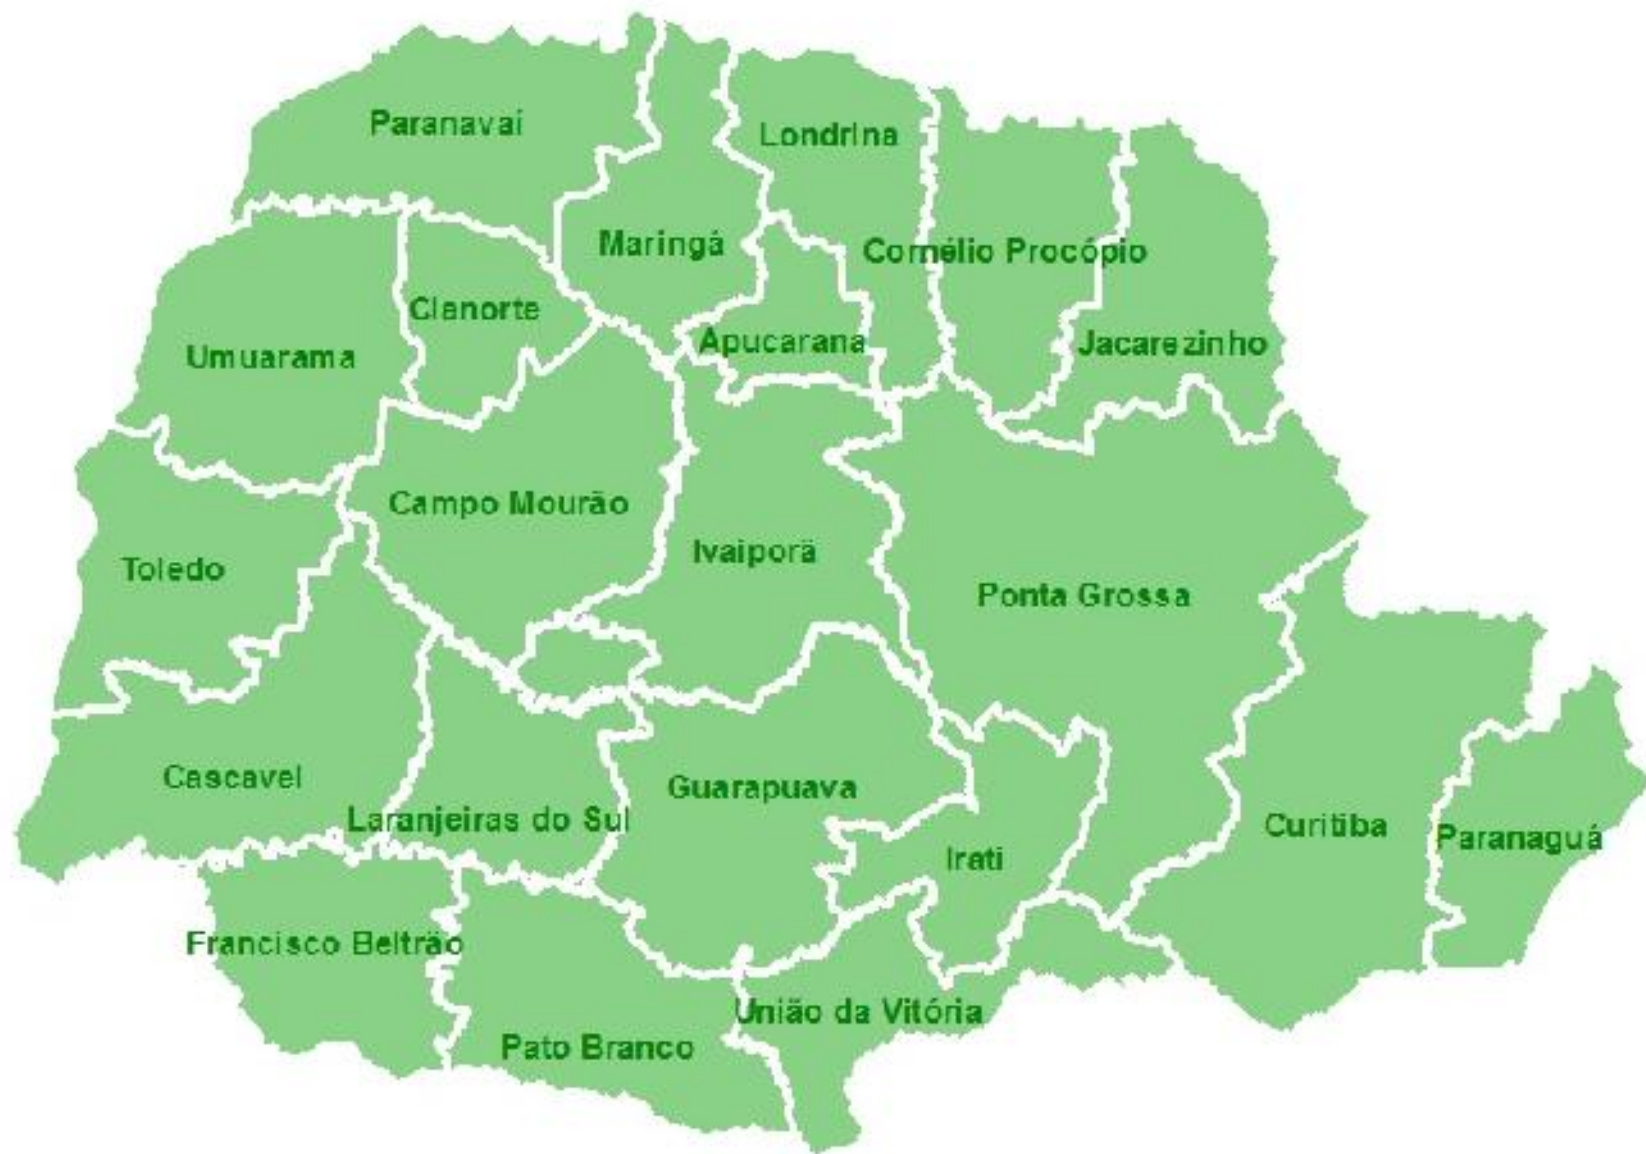 Paranavaí
Londrina
Maringá
Cornélio Procópio
Cianorte
Apucarana
Jacarezinho
Umuarama
Campo Mourão
Ivaiporã
Toledo
Ponta Grossa
Cascavel
Guarapuava
Laranjeiras do Sul
Curitiba
Paranaguá
Irati
Francisco Beltrão
União da Vitória
Pato Branco